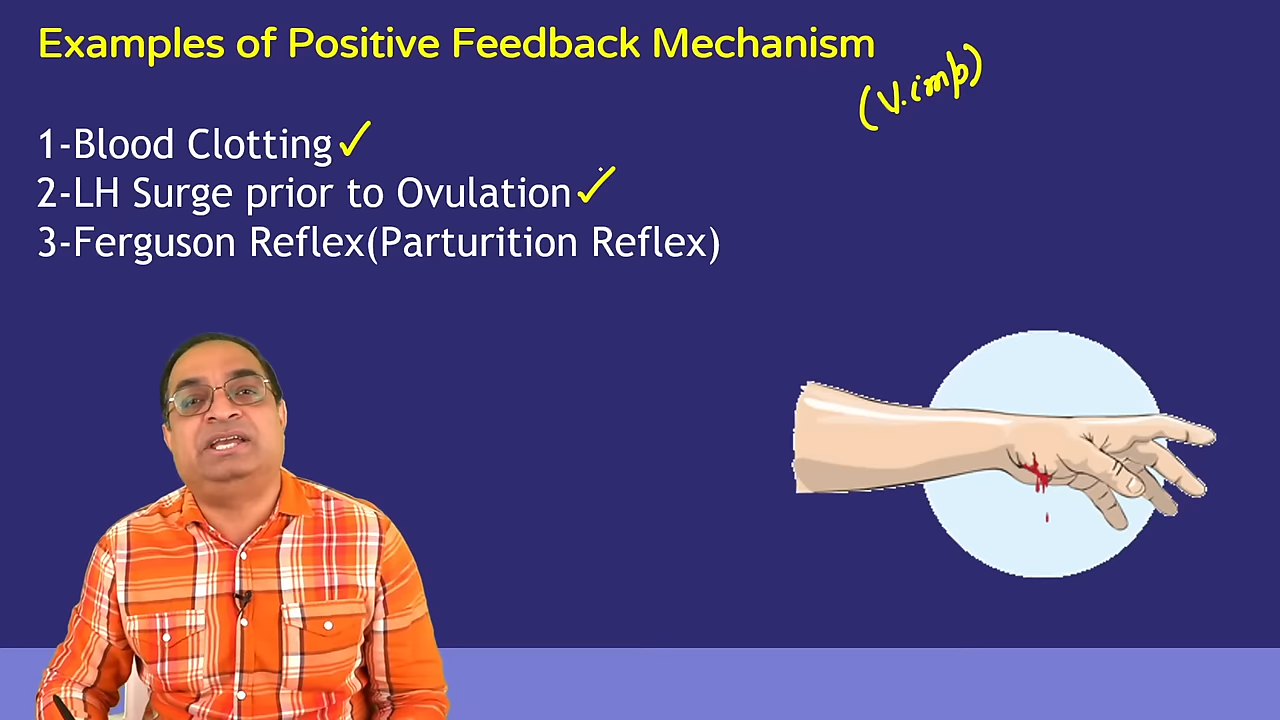 Examples of Positive Feedback Mechanism
(V.imp)
1-Blood Clotting✓
2-LH Surge prior to Ovulation✓
3-Ferguson Reflex(Parturition Reflex)